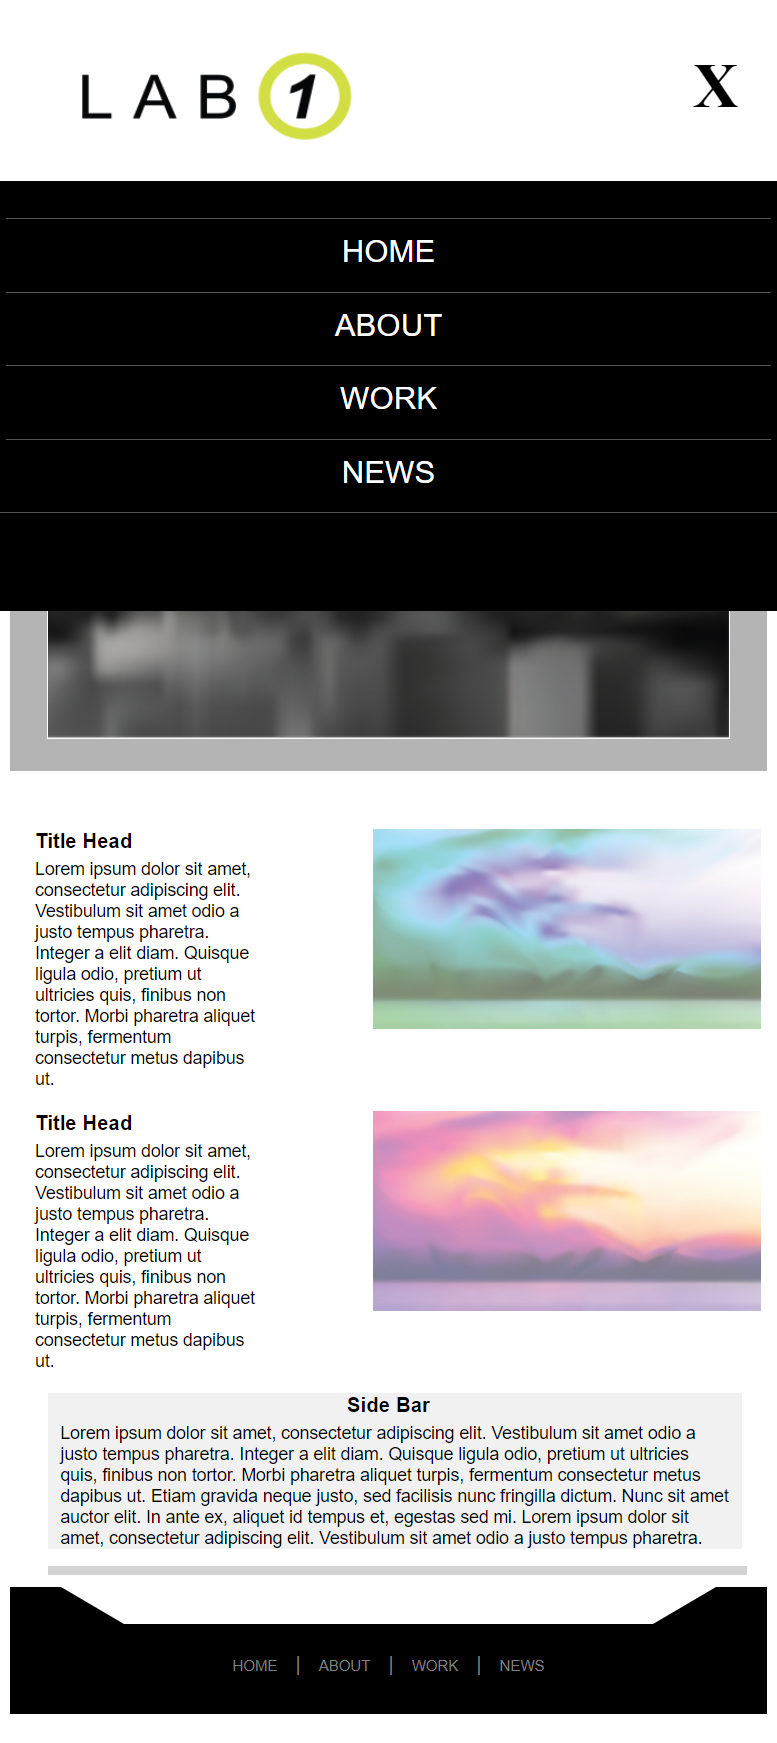 LAB 1
X
HOME
ABOUT
WORK
NEWS
Title Head
Lorem ipsum dolor sit amet,
consectetur adipiscing elit.
Vestibulum sit amet odio a
justo tempus pharetra.
Integer a elit diam. Quisque
ligula odio, pretium ut
ultricies quis, finibus non
tortor. Morbi pharetra aliquet
turpis, fermentum
consectetur metus dapibus
ut.
Title Head
Lorem ipsum dolor sit amet,
consectetur adipiscing elit.
Vestibulum sit amet odio a
justo tempus pharetra.
Integer a elit diam. Quisque
ligula odio, pretium ut
ultricies quis, finibus non
tortor. Morbi pharetra aliquet
turpis, fermentum
consectetur metus dapibus
ut.
Side Bar
Lorem ipsum dolor sit amet, consectetur adipiscing elit. Vestibulum sit amet odio a
justo tempus pharetra. Integer a elit diam. Quisque ligula odio, pretium ut ultricies
quis, finibus non tortor. Morbi pharetra aliquet turpis, fermentum consectetur metus
dapibus ut. Etiam gravida neque justo, sed facilisis nunc fringilla dictum. Nunc sit amet
auctor elit. In ante ex, aliquet id tempus et, egestas sed mi. Lorem ipsum dolor sit
amet, consectetur adipiscing elit. Vestibulum sit amet odio a justo tempus pharetra.
HOME | ABOUT | WORK | NEWS